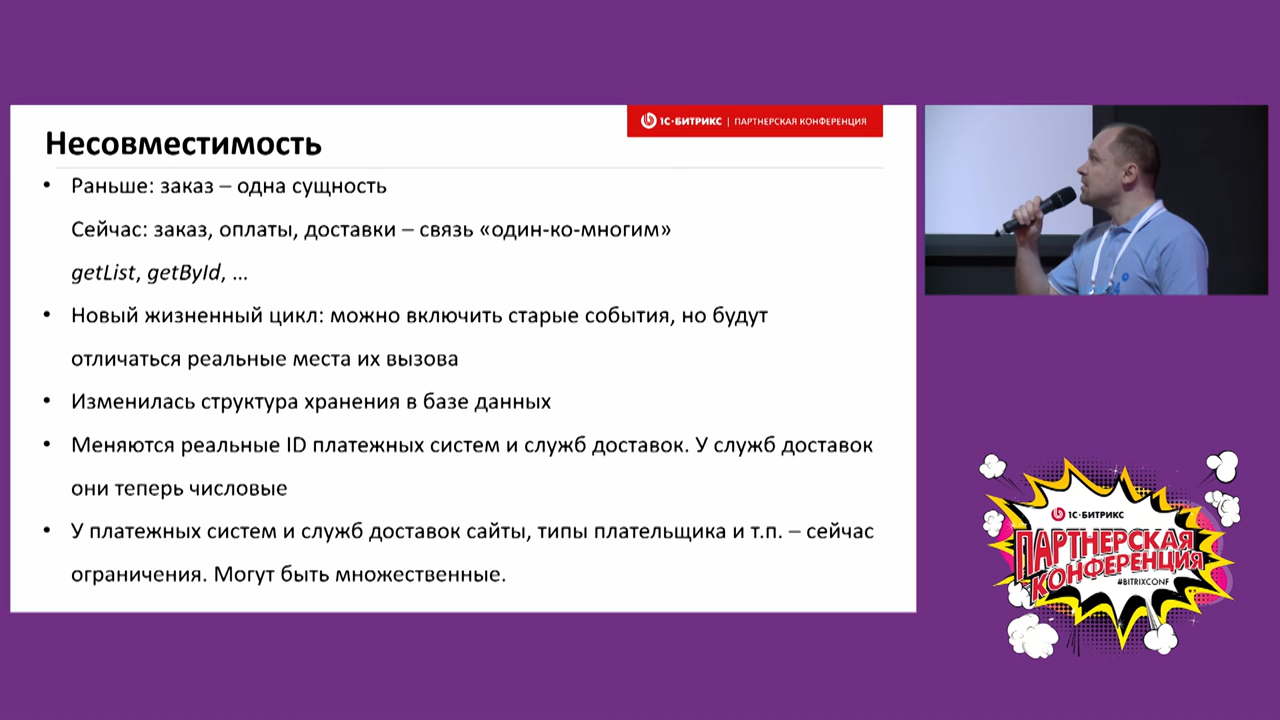 1С·БИТРИКС | ПАРТНЕРСКАЯ КОНФЕРЕНЦИЯ
Несовместимость
• Раньше: заказ – одна сущность
Сейчас: заказ, оплаты, доставки – связь «один-ко-многим»
getList, getById, ...
• Новый жизненный цикл: можно включить старые события, но будут
отличаться реальные места их вызова
• Изменилась структура хранения в базе данных
• Меняются реальные ID платежных систем и служб доставок. У служб доставок
они теперь числовые
• У платежных систем и служб доставок сайты, типы плательщика и т.п. – сейчас
ограничения. Могут быть множественные.
1С·БИТРИКС
ПАРТНЕРСКАЯ
КОНФЕРЕНЦИЯ
#BITRIXCONF